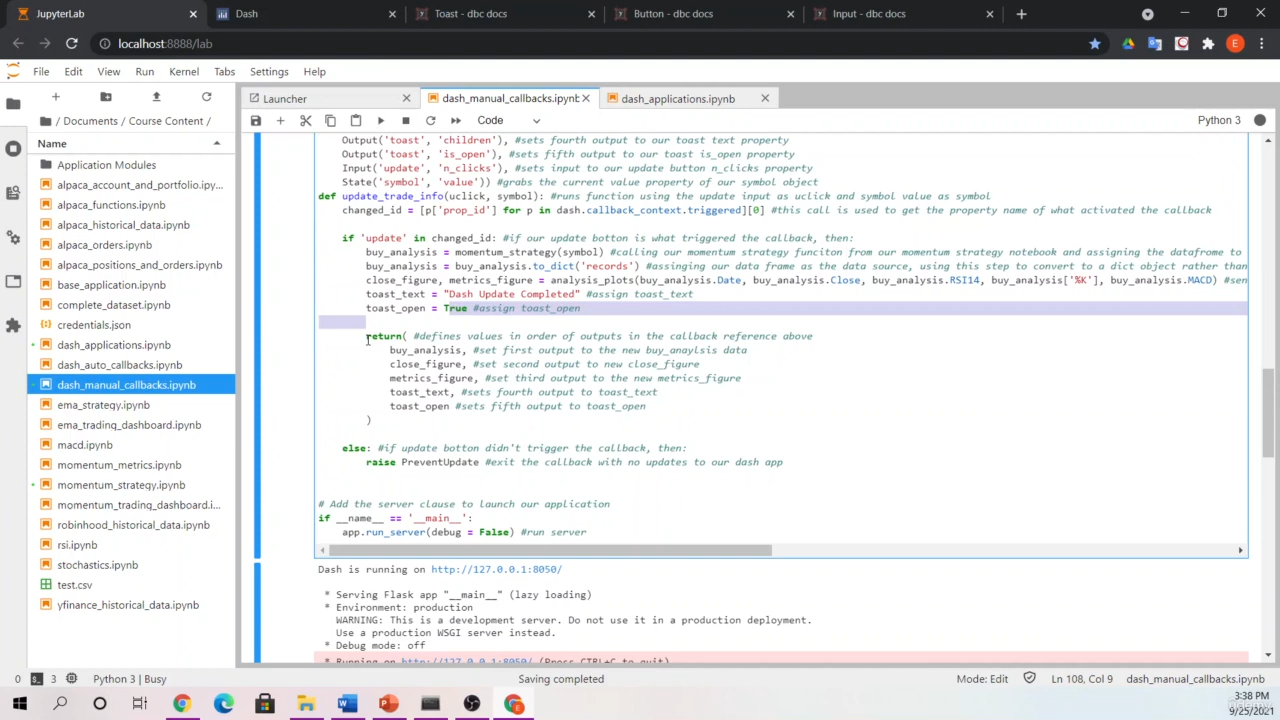 JupyterLab
Dash
Toast - dbc docs
Button - dbc docs
Input - dbc docs
localhost:8888/lab
E
File Edit View Run Kernel Tabs Settings Help
Launcher
dash_manual_callbacks.ipynb
dash_applications.ipynb
Code
Python 3
/ Documents / Course Content /
Name
Application Modules
alpaca_account_and_portfolio.ipy...
alpaca_functions.ipynb
alpaca_historical_data.ipynb
alpaca_orders.ipynb
alpaca_positions_and_orders.ipynb
base_application.ipynb
complete_dataset.ipynb
credentials.json
dash_applications.ipynb
dash_auto_callbacks.ipynb
dash_manual_callbacks.ipynb
ema_strategy.ipynb
ema_trading_dashboard.ipynb
macd.ipynb
momentum_metrics.ipynb
momentum_strategy.ipynb
momentum_trading_dashboard.i...
robinhood_historical_data.ipynb
rsi.ipynb
stochastics.ipynb
test.csv
yfinance_historical_data.ipynb
Output('toast', 'children'), #sets fourth output to our toast text property
Output('toast', 'is_open'), #sets fifth output to our toast is_open property
Input('update', 'n_clicks'), #sets input to our update button n_clicks property
State('symbol', 'value')) #grabs the current value property of our symbol object
def update_trade_info(uclick, symbol): #runs function using the update input as uclick and symbol value as symbol
changed_id = [p['prop_id'] for p in dash.callback_context.triggered][0] #this call is used to get the property name of what activated the callback
if 'update' in changed_id: #if our update botton is what triggered the callback, then:
buy_analysis = momentum_strategy(symbol) #calling our momentum strategy funciton from our momentum strategy notebook and assigning the dataframe to
buy_analysis = buy_analysis.to_dict('records') #assinging our data frame as the data source, using this step to convert to a dict object rather than
close_figure, metrics_figure = analysis_plots(buy_analysis.Date, buy_analysis.Close, buy_analysis.RSI14, buy_analysis['%K'], buy_analysis.MACD) #sen
toast_text = "Dash Update Completed" #assign toast_text
toast_open = True #assign toast_open
return( #defines values in order of outputs in the callback reference above
buy_analysis, #set first output to the new buy_anaylsis data
close_figure, #set second output to new close_figure
metrics_figure, #set third output to the new metrics_figure
toast_text, #sets fourth output to toast_text
toast_open #sets fifth output to toast_open
)
else: #if update botton didn't trigger the callback, then:
raise PreventUpdate #exit the callback with no updates to our dash app
# Add the server clause to launch our application
if __name__ == '__main__':
app.run_server(debug = False) #run server
Dash is running on http://127.0.0.1:8050/
* Serving Flask app "__main__" (lazy loading)
* Environment: production
WARNING: This is a development server. Do not use it in a production deployment.
Use a production WSGI server instead.
* Debug mode: off
* Running on http://127.0.0.1:8050/ (Press CTRL+C to quit)
0
3
Python 3 | Busy
Saving completed
Mode: Edit
Ln 108, Col 9
dash_manual_callbacks.ipynb
3:38 PM
9/25/2021